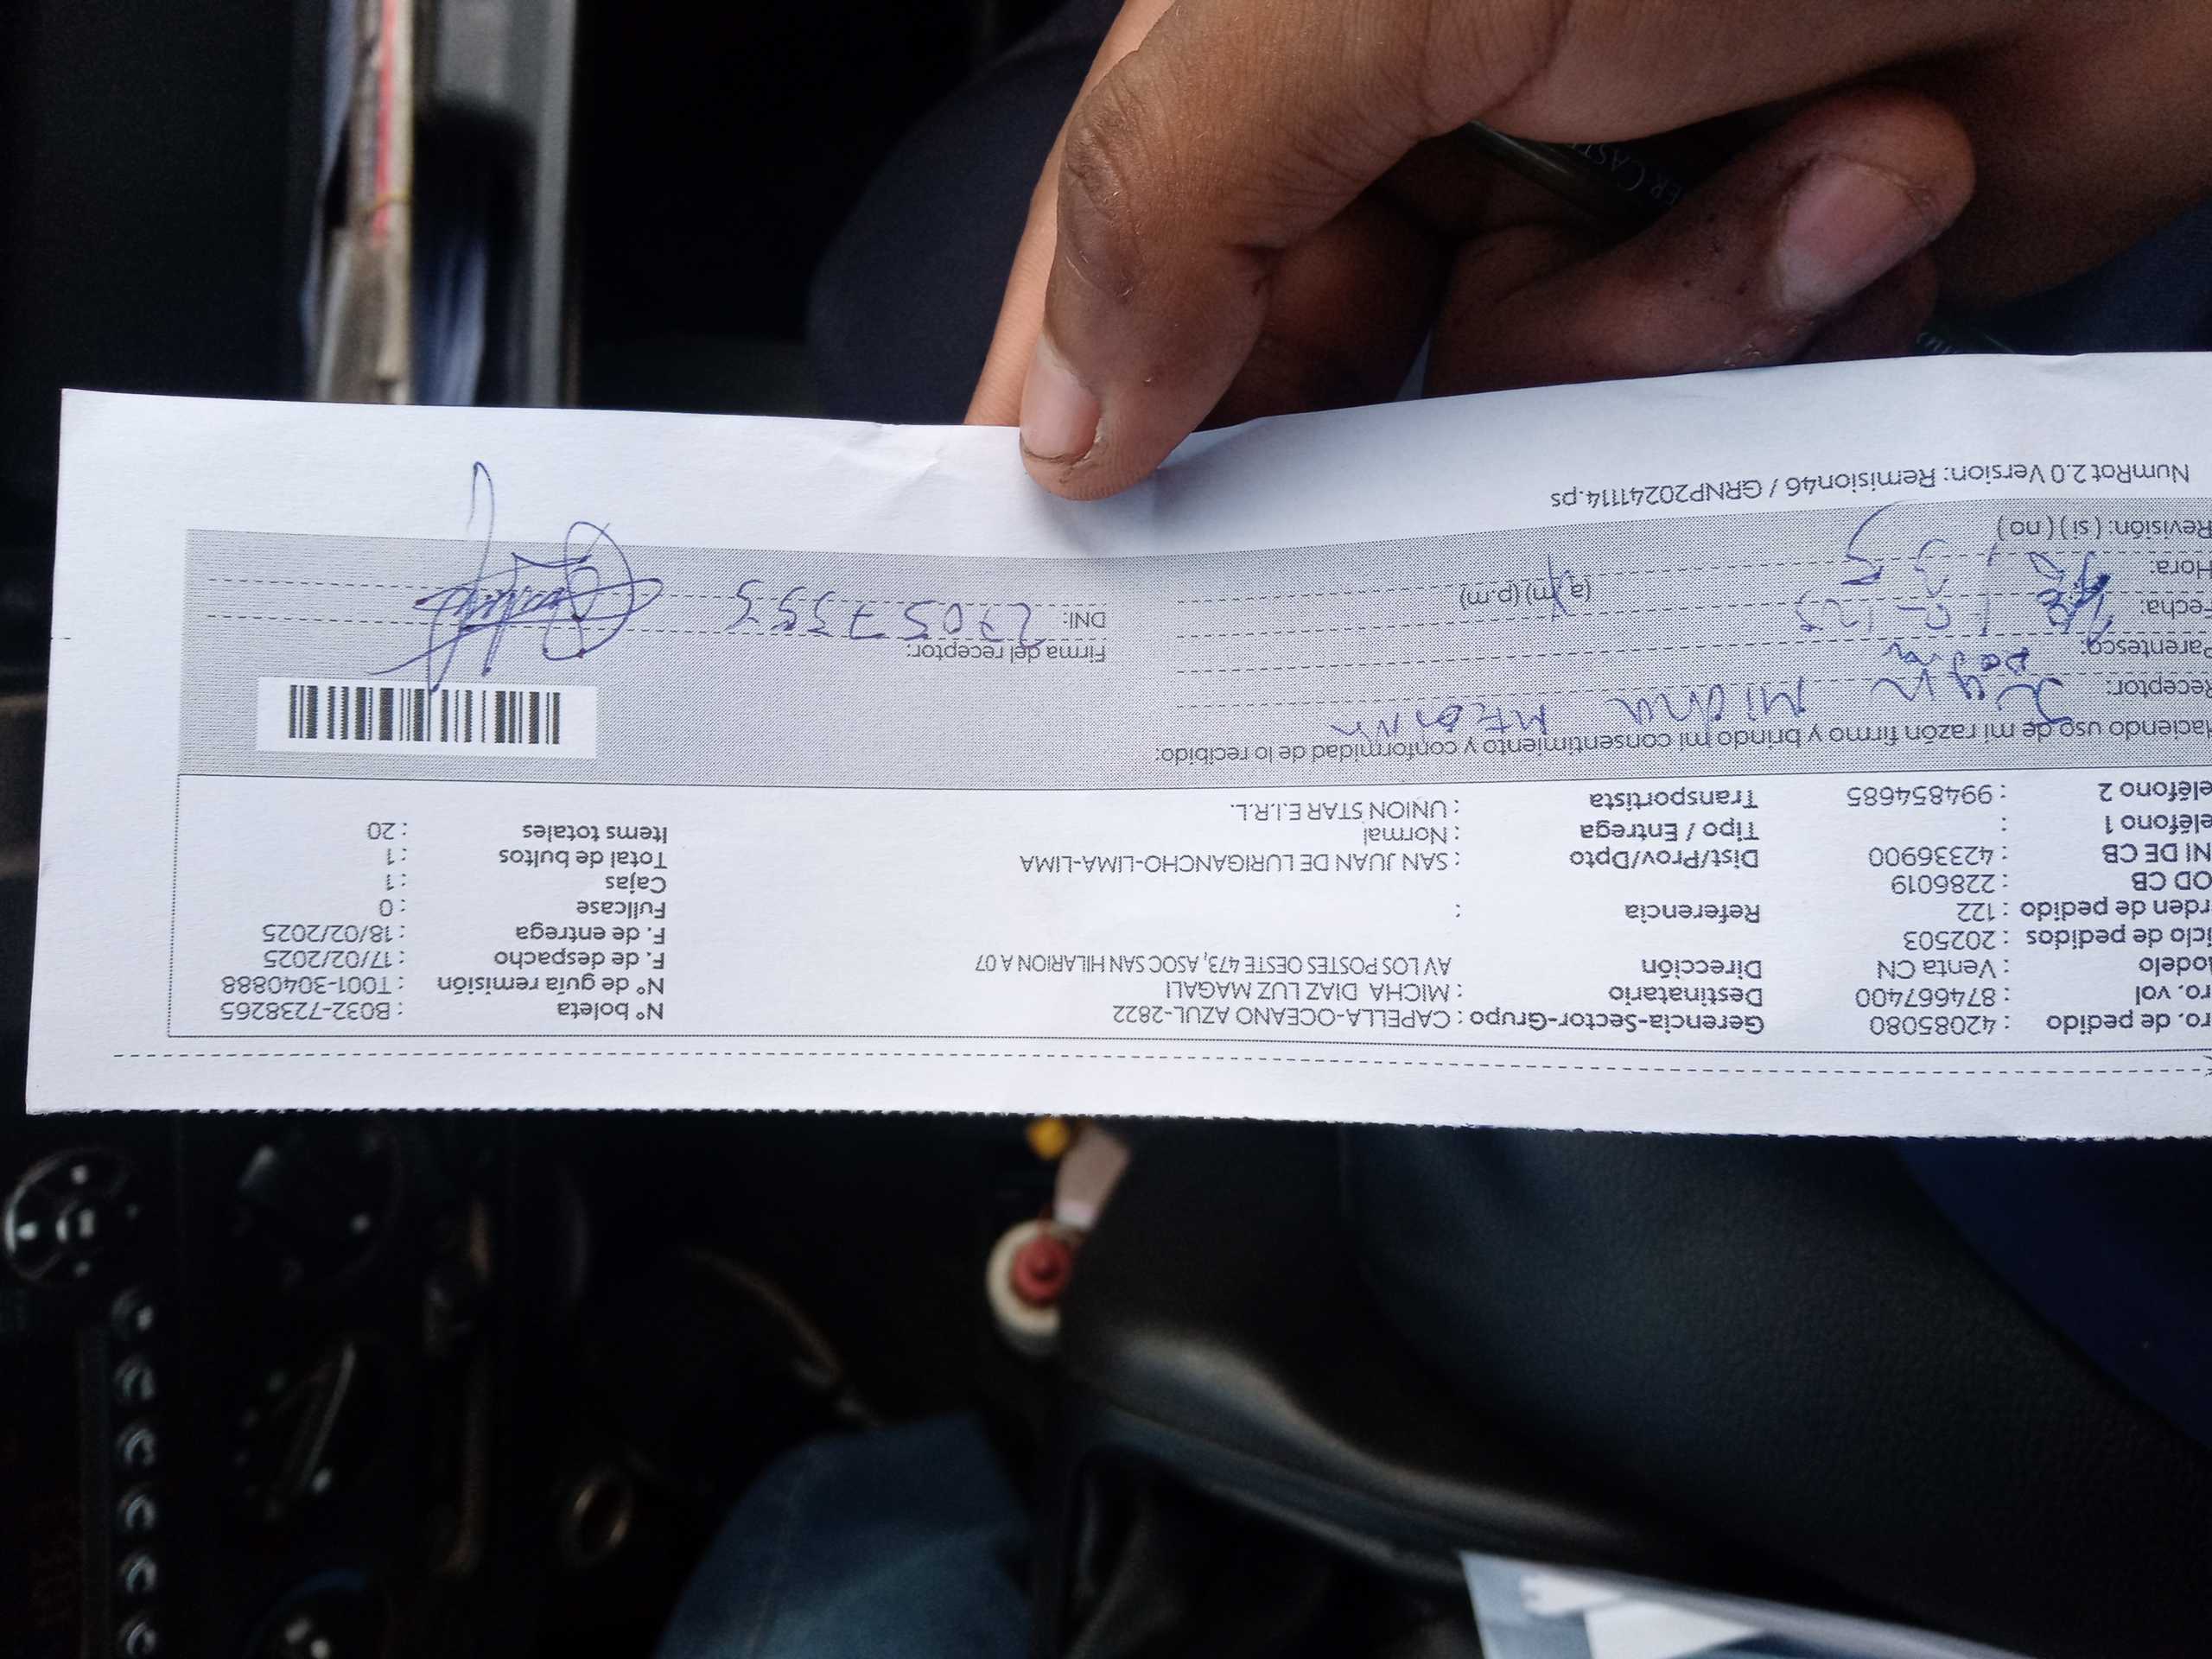 ro. de pedido : 42085080 Gerencia-Sector-Grupo : CAPELLA-OCEANO AZUL-2822 N° boleta : B032-7238265
ro. vol : 874667400 Destinatario : MICHA DIAZ LUZ MAGALI N° de guía remisión : T001-3040888
odelo : Venta CN Dirección AV LOS POSTES OESTE 473, ASOC SAN HILARION A 07 F. de despacho : 17/02/2025
iclo de pedidos : 202503 F. de entrega : 18/02/2025
rden de pedido : 122 Referencia : Fullcase : 0
OD CB : 2286019 Cajas : 1
NI DE CB : 42336900 Dist/Prov/Dpto : SAN JUAN DE LURIGANCHO-LIMA-LIMA Total de bultos : 1
eléfono 1 : Tipo / Entrega : Normal Items totales : 20
eléfono 2 : 994854685 Transportista : UNION STAR E.I.R.L.
Haciendo uso de mi razón firmo y brindo mi consentimiento y conformidad de lo recibido:
Receptor: Micha
Parentesco: Firma del receptor:
Fecha: DNI:
Hora: (a.m) (p.m)
Revisión: ( si ) ( no )
NumRot 2.0 Version: Remision46 / GRNP20241114.ps
ER CAST